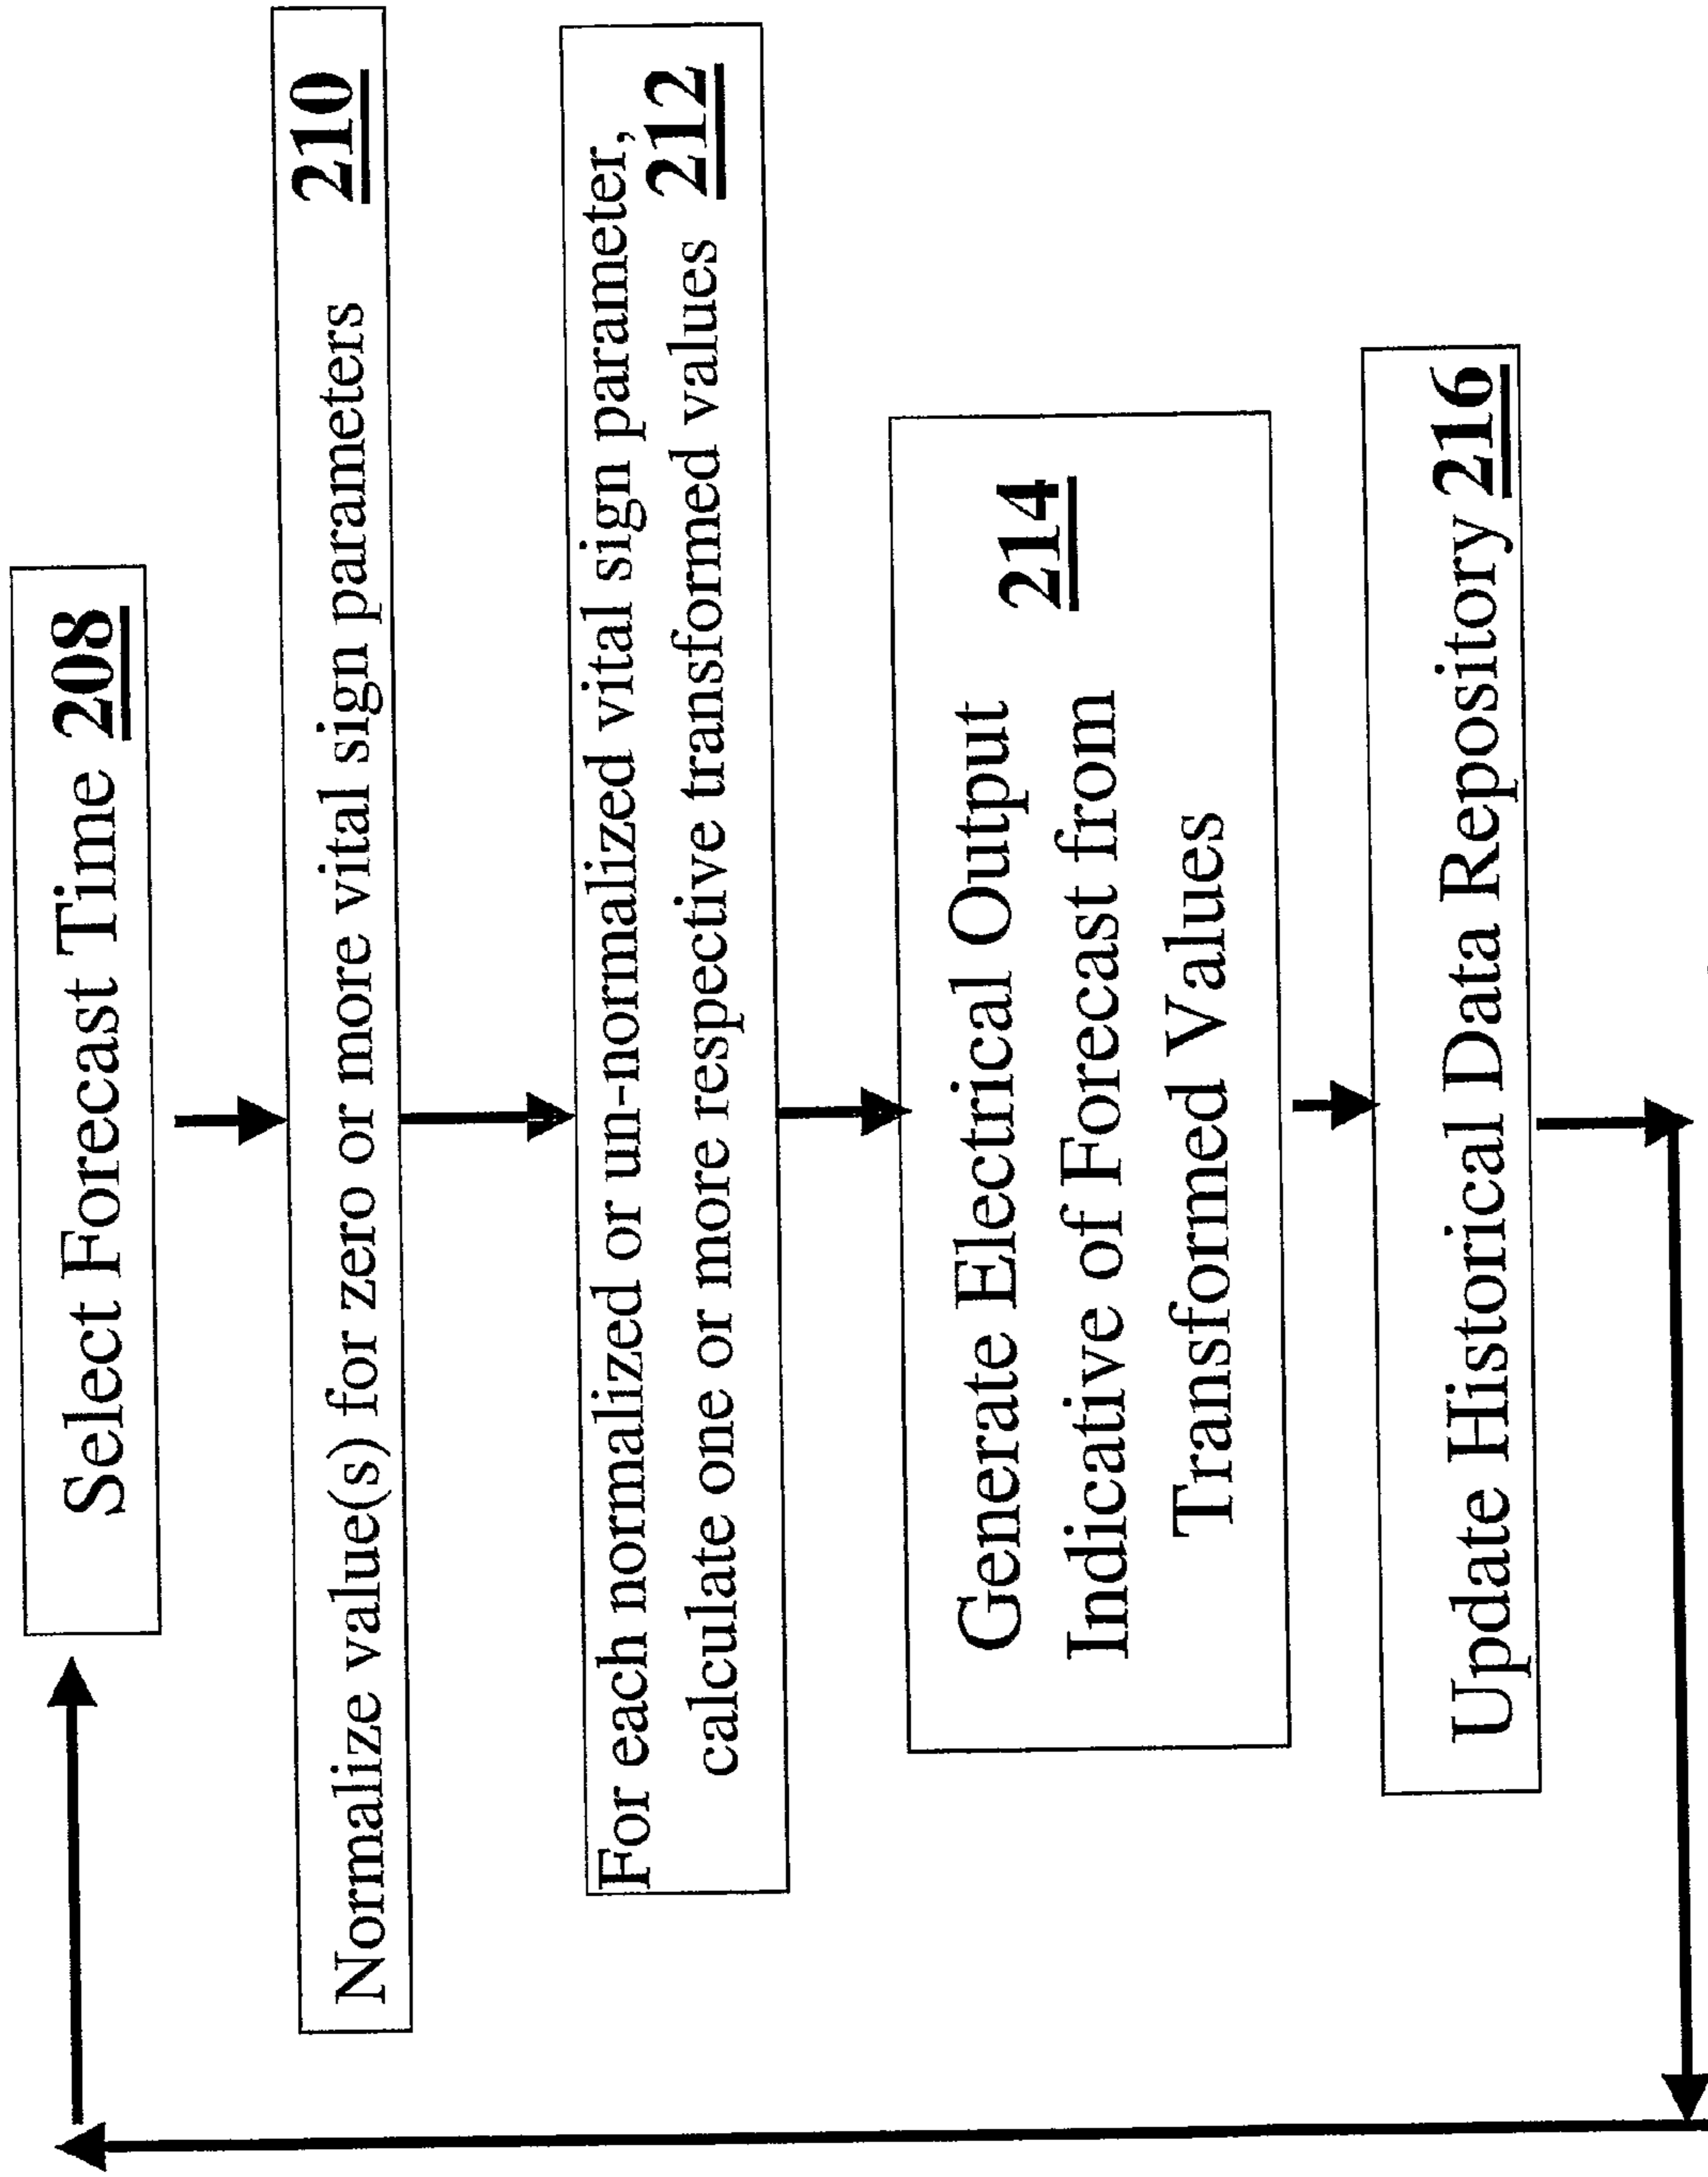 Select Forecast Time 208
Normalize value(s) for zero or more vital sign parameters 210
For each normalized or un-normalized vital sign parameter,
calculate one or more respective transformed values 212
Generate Electrical Output
Indicative of Forecast from 214
Transformed Values
Update Historical Data Repository 216